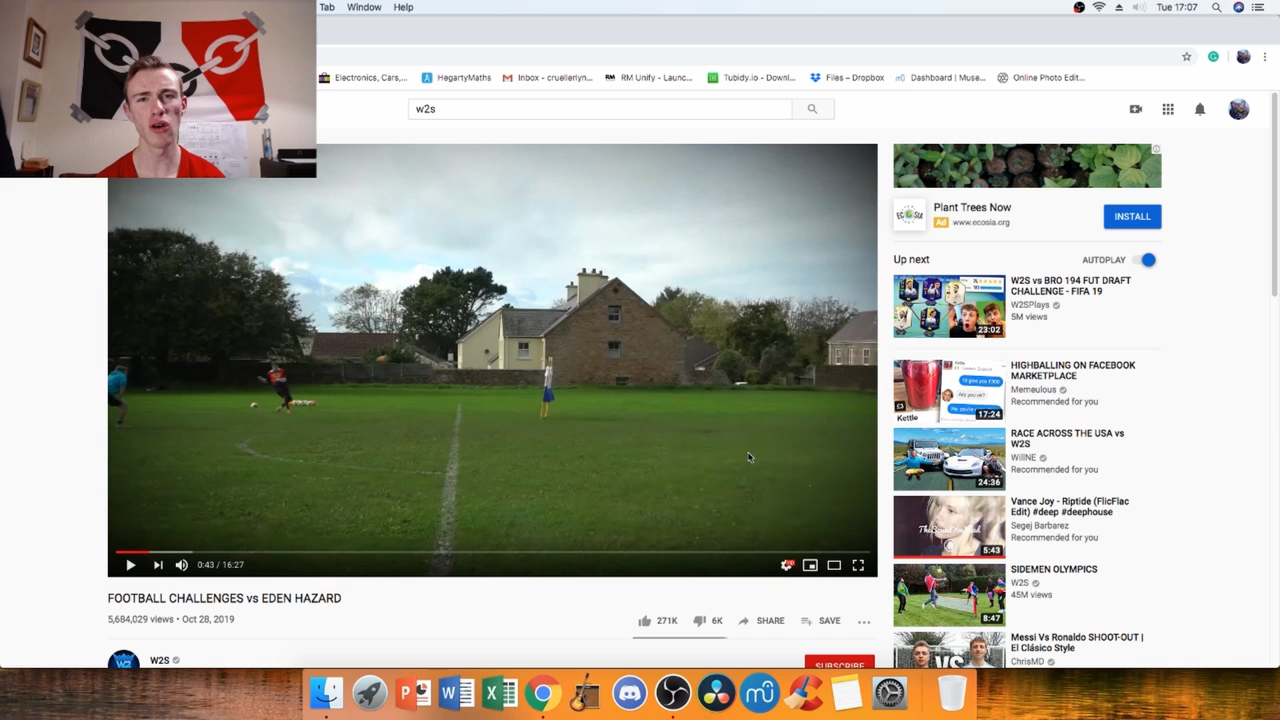 Tab Window Help
Tue 17:07
Electronics, Cars,...
HegartyMaths
Inbox - cruellerlyn...
RM Unify - Launc...
Tubidy.io - Downl...
Files – Dropbox
Dashboard | Muse...
Online Photo Edit...
w2s
Plant Trees Now
Ad www.ecosia.org
INSTALL
Up next
AUTOPLAY
W2S vs BRO 194 FUT DRAFT
CHALLENGE - FIFA 19
W2SPlays
5M views
23:02
HIGHBALLING ON FACEBOOK
MARKETPLACE
Memeulous
Recommended for you
Kettle
17:24
RACE ACROSS THE USA vs
W2S
WillNE
Recommended for you
24:36
Vance Joy - Riptide (FlicFlac
Edit) #deep #deephouse
Segej Barbarez
Recommended for you
5:43
SIDEMEN OLYMPICS
W2S
45M views
8:47
Messi Vs Ronaldo SHOOT-OUT |
El Clásico Style
ChrisMD
VS
0:43 / 16:27
FOOTBALL CHALLENGES vs EDEN HAZARD
5,684,029 views • Oct 28, 2019
271K
6K
SHARE
SAVE
W2S
SUBSCRIBE